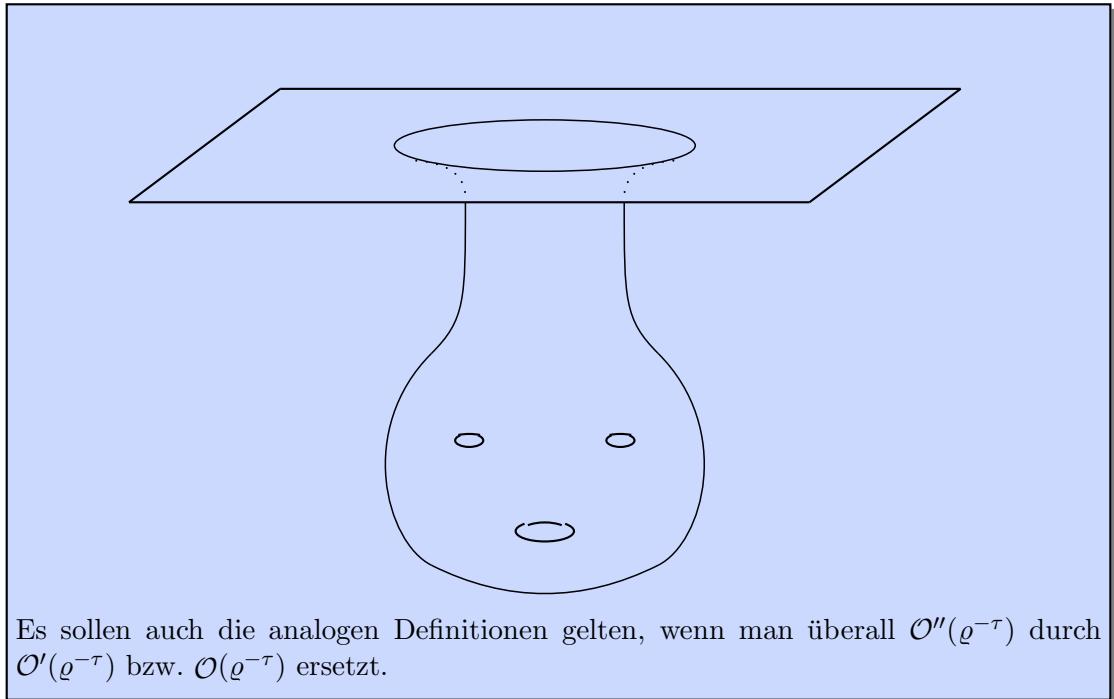 Es sollen auch die analogen Definitionen gelten, wenn man überall 𝒪″(ϱ^{−τ}) durch
𝒪′(ϱ^{−τ}) bzw. 𝒪(ϱ^{−τ}) ersetzt.